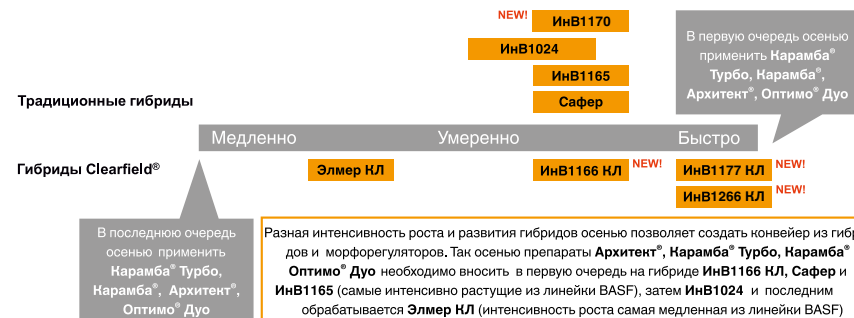 NEW! ИнВ1170
ИнВ1024
ИнВ1165
Традиционные гибриды
Сафер
В первую очередь осенью
применить Карамба®
Турбо, Карамба®,
Архитект®, Оптимо® Дуо
Медленно Умеренно Быстро
Гибриды Clearfield®
Элмер КЛ
ИнВ1166 КЛ NEW!
ИнВ1177 КЛ NEW!
ИнВ1266 КЛ NEW!
В последнюю очередь
осенью применить
Карамба® Турбо,
Карамба®, Архитект®,
Оптимо® Дуо
Разная интенсивность роста и развития гибридов осенью позволяет создать конвейер из гибр
дов и морфорегуляторов. Так осенью препараты Архитект®, Карамба® Турбо, Карамба®
Оптимо® Дуо необходимо вносить в первую очередь на гибриде ИнВ1166 КЛ, Сафер и
ИнВ1165 (самые интенсивно растущие из линейки BASF), затем ИнВ1024 и последним
обрабатывается Элмер КЛ (интенсивность роста самая медленная из линейки BASF)